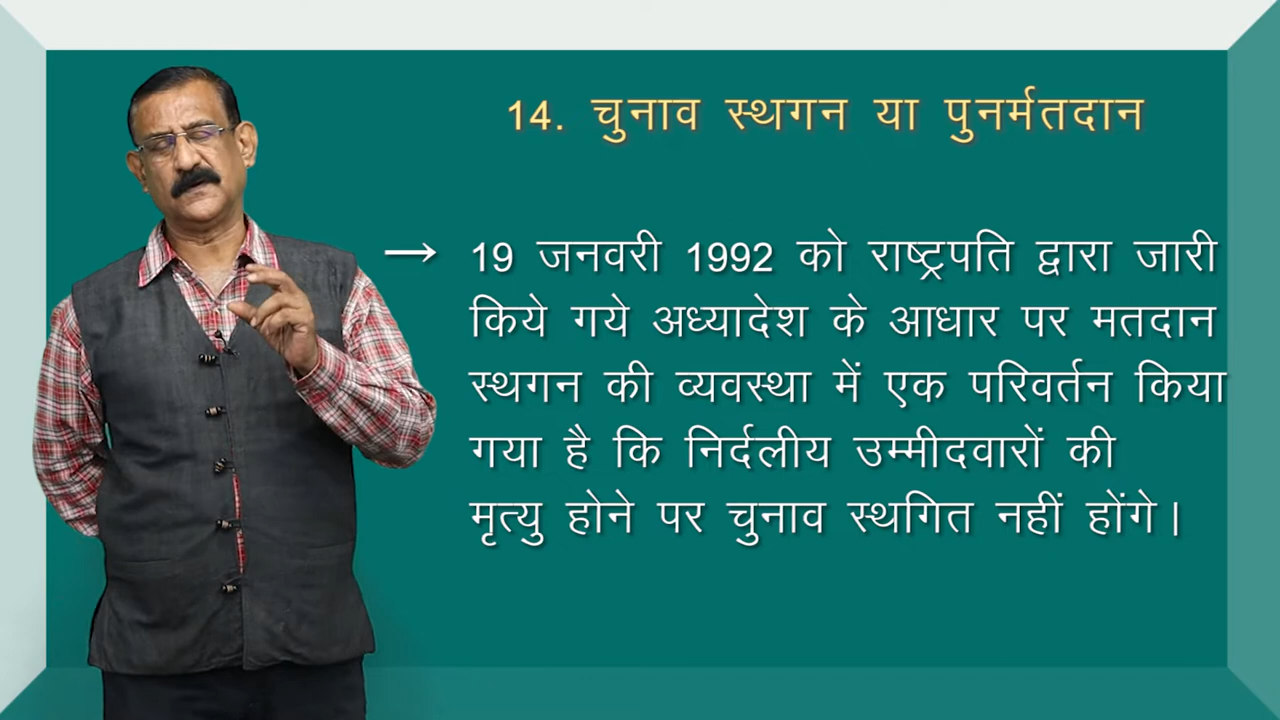 14. चुनाव स्थगन या पुनर्मतदान
→ 19 जनवरी 1992 को राष्ट्रपति द्वारा जारी
किये गये अध्यादेश के आधार पर मतदान
स्थगन की व्यवस्था में एक परिवर्तन किया
गया है कि निर्दलीय उम्मीदवारों की
मृत्यु होने पर चुनाव स्थगित नहीं होंगे।